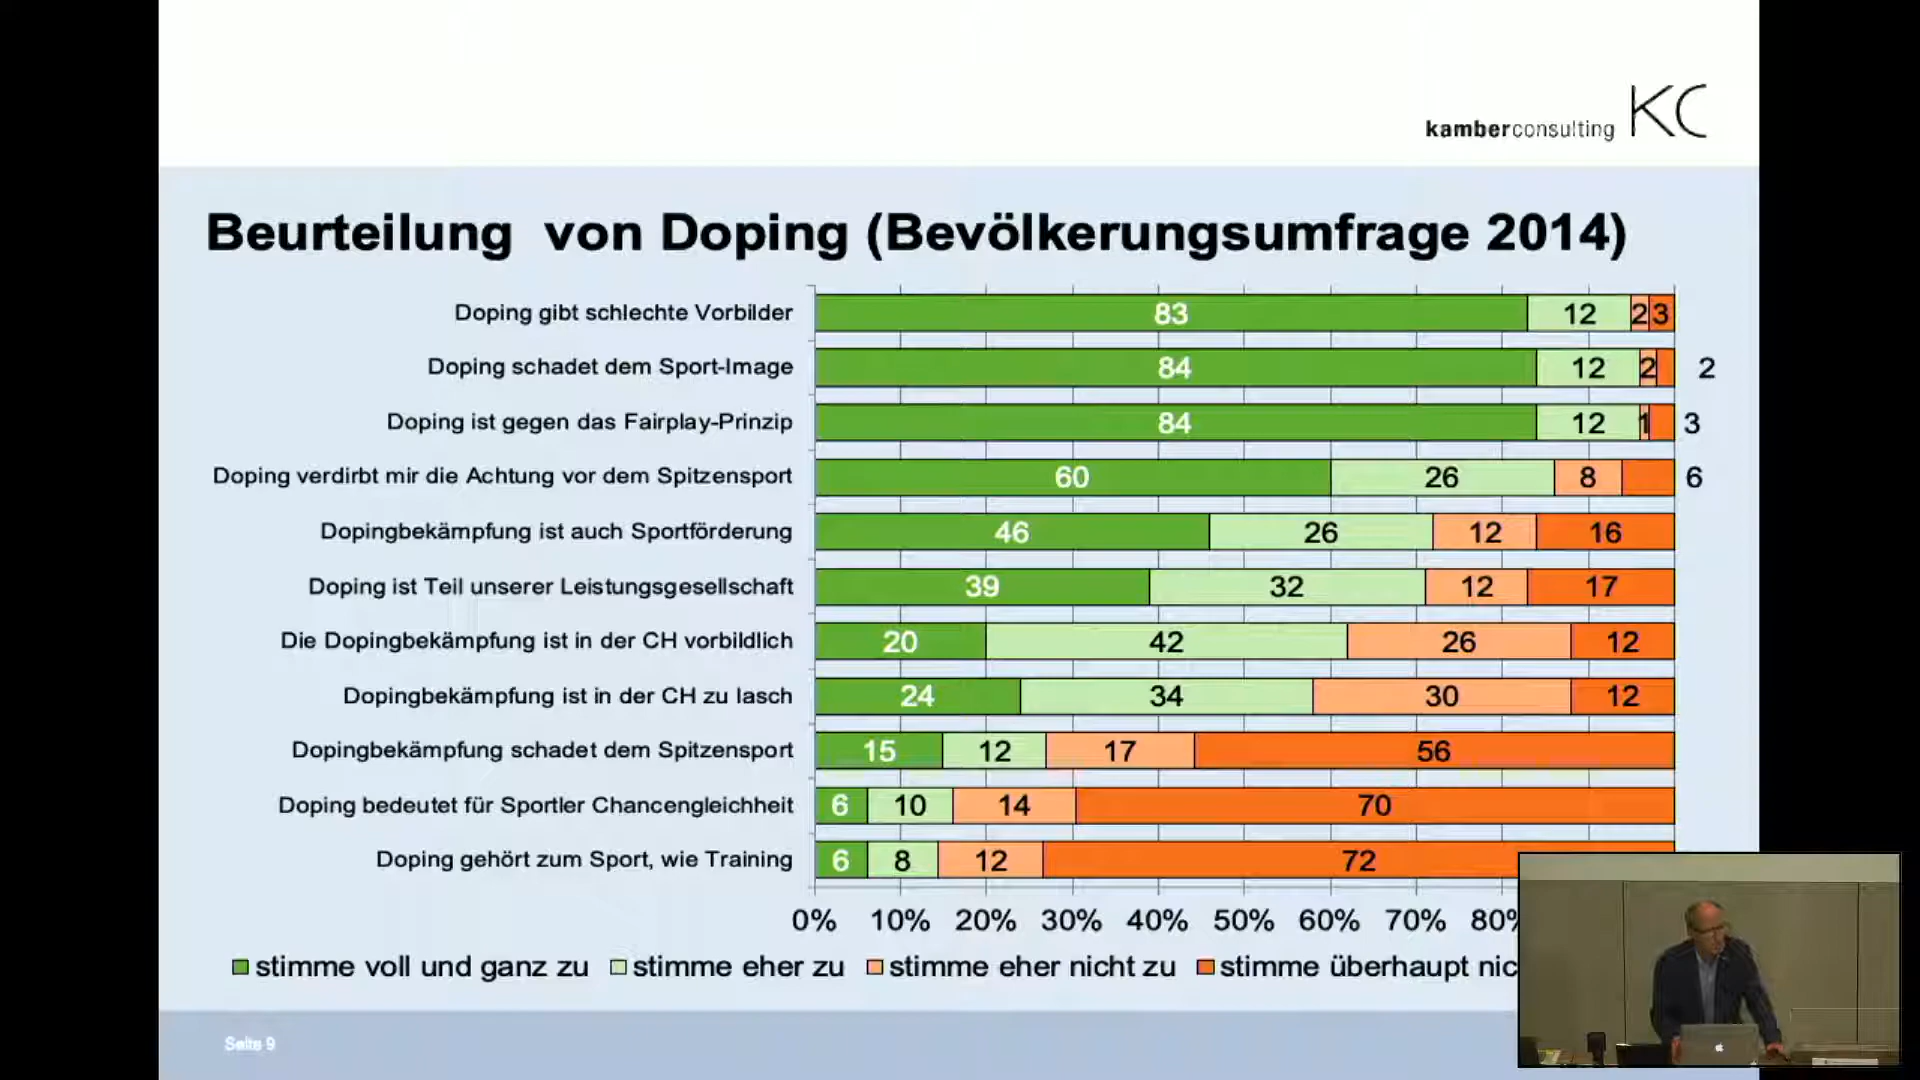 kamberconsulting KC
Beurteilung von Doping (Bevölkerungsumfrage 2014)
Doping gibt schlechte Vorbilder 83 12 2 3
Doping schadet dem Sport-Image 84 12 2 2
Doping ist gegen das Fairplay-Prinzip 84 12 1 3
Doping verdirbt mir die Achtung vor dem Spitzensport 60 26 8 6
Dopingbekämpfung ist auch Sportförderung 46 26 12 16
Doping ist Teil unserer Leistungsgesellschaft 39 32 12 17
Die Dopingbekämpfung ist in der CH vorbildlich 20 42 26 12
Dopingbekämpfung ist in der CH zu lasch 24 34 30 12
Dopingbekämpfung schadet dem Spitzensport 15 12 17 56
Doping bedeutet für Sportler Chancengleichheit 6 10 14 70
Doping gehört zum Sport, wie Training 6 8 12 72
0% 10% 20% 30% 40% 50% 60% 70% 80%
stimme voll und ganz zu stimme eher zu stimme eher nicht zu stimme überhaupt nic
Seite 9